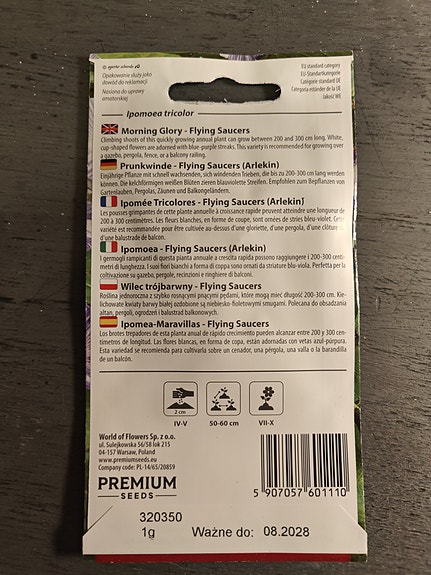 © agenter schneda
Opakowanie służy jako
dowód do reklamacji
Nasiona do uprawy
amatorskiej
EU standard category
EU-Standardkategorie
Catégorie standard UE
Categoría estándar de la UE
Jakość WE
Ipomoea tricolor
Morning Glory - Flying Saucers
Climbing shoots of this quickly growing annual plant can grow between 200 and 300 cm long. White,
cup-shaped flowers are adorned with blue-purple streaks. This variety is recommended for growing over
a gazebo, pergola, fence, or a balcony railing.
Prunkwinde - Flying Saucers (Arlekin)
Einjährige Pflanze mit schnell wachsenden, sich windenden Trieben, die bis zu 200-300 cm lang werden
können. Die kelchförmigen weißen Blüten zieren blauviolette Streifen. Empfohlen zum Bepflanzen von
Gartenlauben, Pergolas, Zäunen und Balkongeländern.
Ipomée Tricolores - Flying Saucers (Arlekin)
Les pousses grimpantes de cette plante annuelle à croissance rapide peuvent atteindre une longueur de
200 à 300 centimètres. Les fleurs blanches, en forme de coupe, sont ornées de stries bleu-violet. Cette
variété est recommandée pour être cultivée au-dessus d'une gloriette, d'une pergola, d'une clôture
d'une balustrade de balcon.
Ipomoea - Flying Saucers (Arlekin)
I germogli rampicanti di questa pianta annuale a crescita rapida possono raggiungere i 200-300 cen-
timetri di lunghezza. I suoi fiori bianchi a forma di coppa sono ornati da striature blu-viola. Perfetta per la
coltivazione su gazebo, pergole, recinzioni e ringhiere di balconi.
Wilec trójbarwny - Flying Saucers
Roślina jednoroczna z szybko rosnącymi pnącymi pędami, które mogą mieć długość 200-300 cm. Kie-
lichowate kwiaty barwy białej ozdobione są niebiesko-fioletowymi smugami. Polecana do obsadzania
altan, pergoli, ogrodzeń i balustrad balkonowych.
Ipomea-Maravillas - Flying Saucers
Los brotes trepadores de esta planta anual de rápido crecimiento pueden alcanzar entre 200 y 300 cen-
tímetros de longitud. Las flores blancas, en forma de copa, están adornadas con vetas azul-púrpura.
Esta variedad se recomienda para cultivarla sobre un cenador, una pérgola, una valla o la barandilla
de un balcón.
2 cm
IV-V
50-60 cm
VII-X
World of Flowers Sp. z o.o.
ul. Sulejkowska 56/58 lok 215
04-157 Warsaw, Poland
www.premiumseeds.eu
Company code: PL-14/65/20859
PREMIUM
SEEDS
5 907057 601110
320350
1g
Ważne do: 08.2028